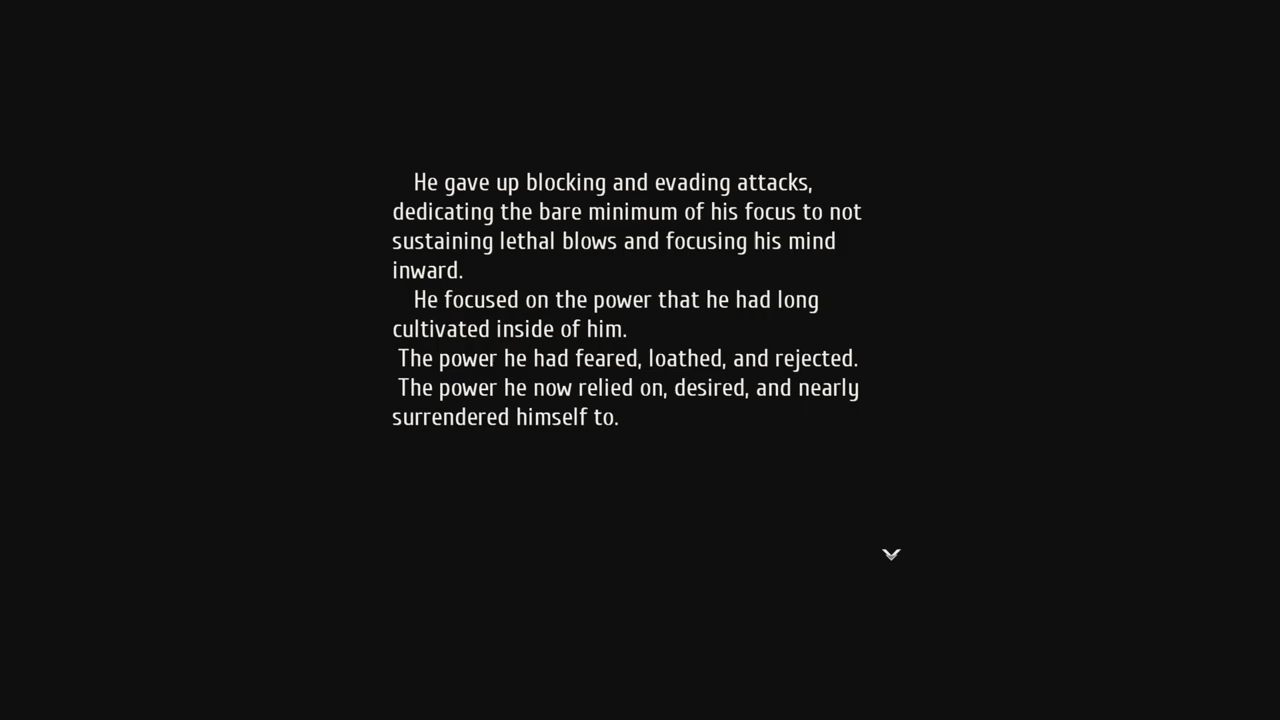 He gave up blocking and evading attacks,
dedicating the bare minimum of his focus to not
sustaining lethal blows and focusing his mind
inward.
He focused on the power that he had long
cultivated inside of him.
The power he had feared, loathed, and rejected.
The power he now relied on, desired, and nearly
surrendered himself to.